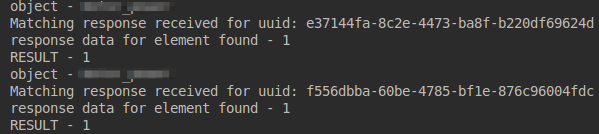 object -
Matching response received for uuid: e37144fa-8c2e-4473-ba8f-b220df69624d
response data for element found - 1
RESULT - 1
object -
Matching response received for uuid: f556dbba-60be-4785-bf1e-876c96004fdc
response data for element found - 1
RESULT - 1